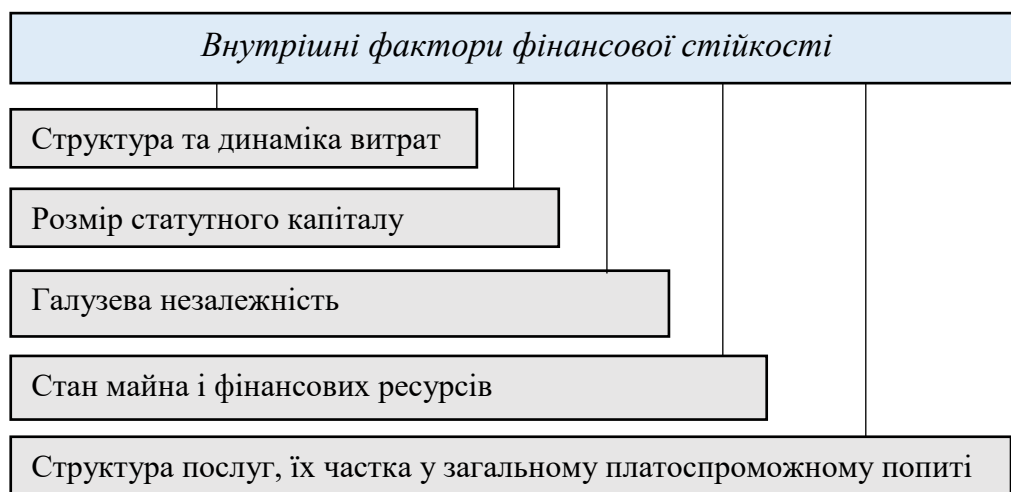 Внутрішні фактори фінансової стійкості
Структура та динаміка витрат
Розмір статутного капіталу
Галузева незалежність
Стан майна і фінансових ресурсів
Структура послуг, їх частка у загальному платоспроможному попиті